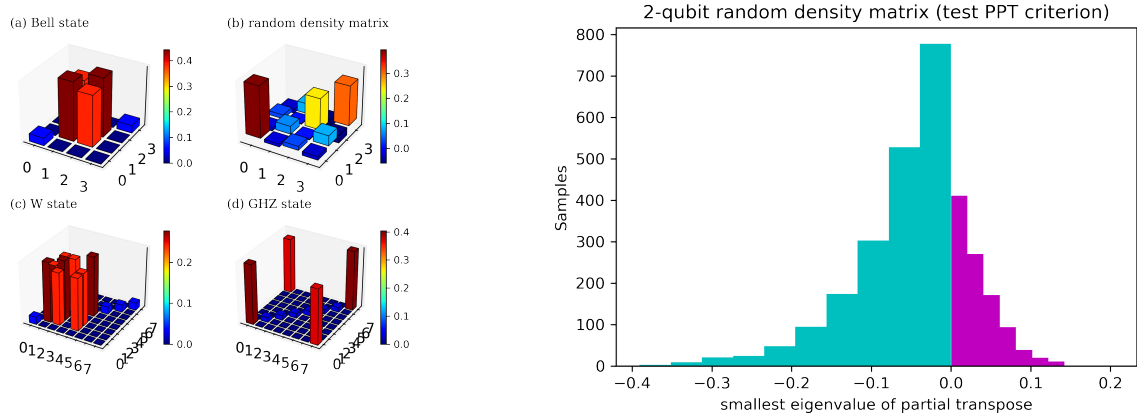 (a) Bell state
0.4
0.3
0.2
0.1
0.0
0 1 2 3
0 1 2 3
(b) random density matrix
0.3
0.2
0.1
0.0
0 1 2 3
0 1 2 3
(c) W state
0.2
0.1
0.0
01234567
01234567
(d) GHZ state
0.4
0.3
0.2
0.1
0.0
01234567
01234567
2-qubit random density matrix (test PPT criterion)
800
700
600
500
400
300
200
100
0
Samples
−0.4 −0.3 −0.2 −0.1 0.0 0.1 0.2
smallest eigenvalue of partial transpose